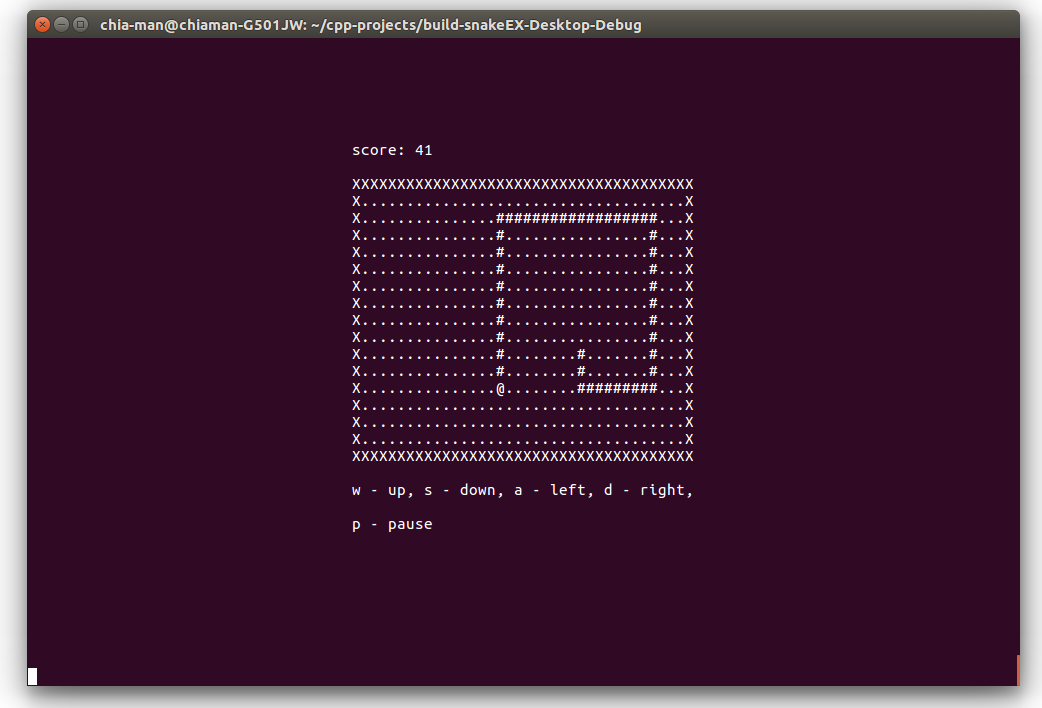 chia-man@chiaman-G501JW: ~/cpp-projects/build-snakeEX-Desktop-Debug
score: 41
XXXXXXXXXXXXXXXXXXXXXXXXXXXXXXXXXXXXXX
X....................................X
X...............##################...X
X...............#................#...X
X...............#................#...X
X...............#................#...X
X...............#................#...X
X...............#................#...X
X...............#................#...X
X...............#................#...X
X...............#........#.......#...X
X...............#........#.......#...X
X...............@........#########...X
X....................................X
X....................................X
X....................................X
XXXXXXXXXXXXXXXXXXXXXXXXXXXXXXXXXXXXXX
w - up, s - down, a - left, d - right,
p - pause